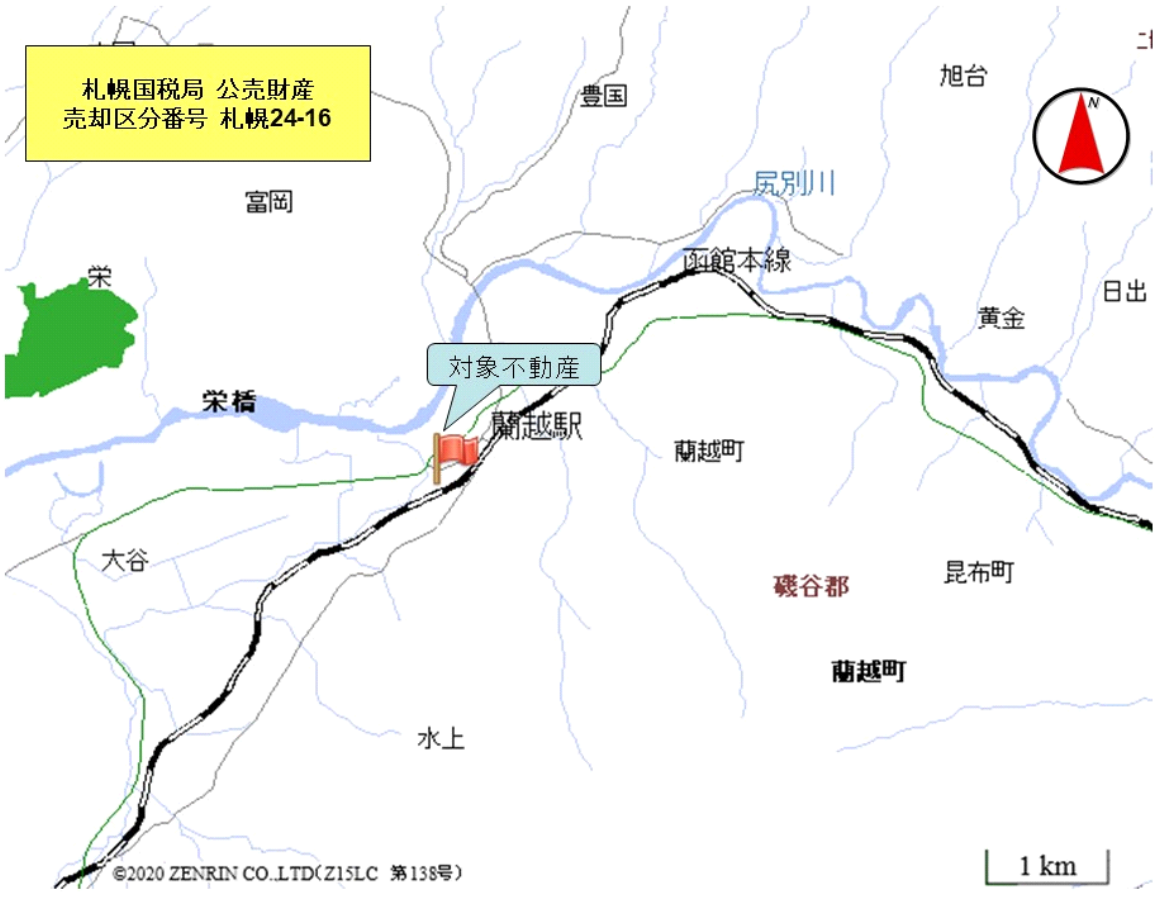 札幌国税局 公売財産
売却区分番号 札幌24-16
旭台
豊国
N
尻別川
富岡
函館本線
栄
日出
黄金
対象不動産
栄橋
蘭越駅
蘭越町
大谷
昆布町
磯谷郡
蘭越町
水上
1 km
©2020 ZENRIN CO.,LTD(Z15LC 第138号)